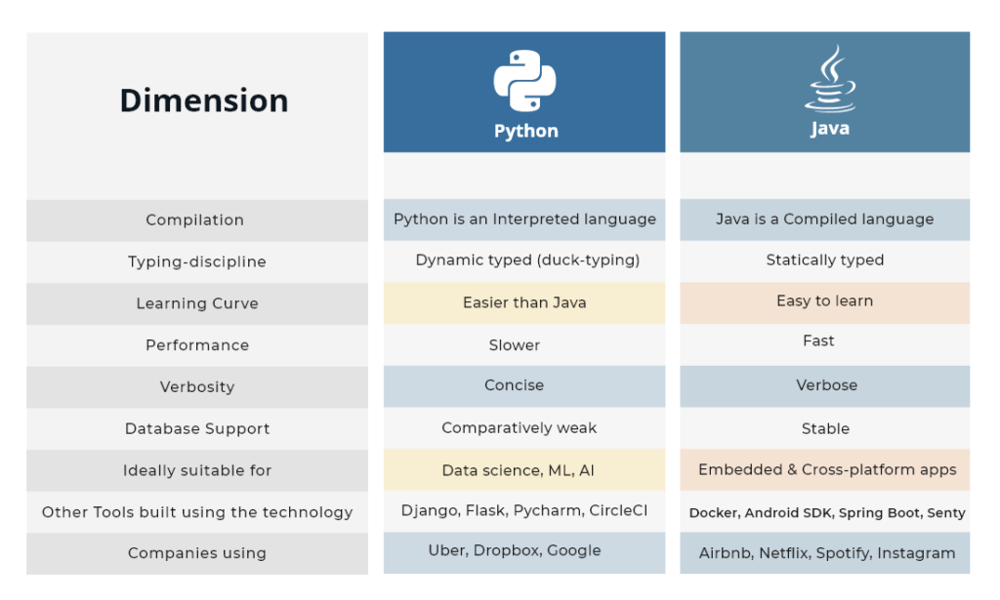 Dimension
Python
Java
Compilation
Python is an Interpreted language
Java is a Compiled language
Typing-discipline
Dynamic typed (duck-typing)
Statically typed
Learning Curve
Easier than Java
Easy to learn
Performance
Slower
Fast
Verbosity
Concise
Verbose
Database Support
Comparatively weak
Stable
Ideally suitable for
Data science, ML, AI
Embedded & Cross-platform apps
Other Tools built using the technology
Django, Flask, Pycharm, CircleCI
Docker, Android SDK, Spring Boot, Senty
Companies using
Uber, Dropbox, Google
Airbnb, Netflix, Spotify, Instagram